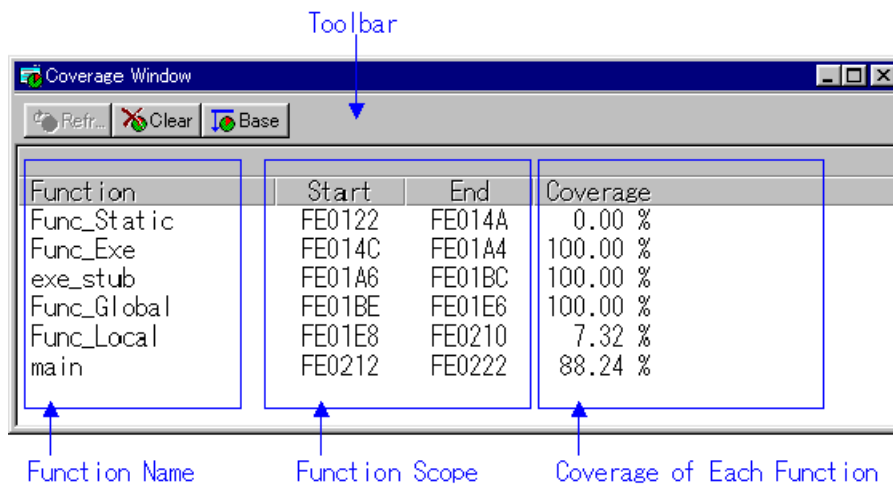 Toolbar
Coverage Window
Refr... Clear Base
Function Start End Coverage
Func_Static FE0122 FE014A 0.00 %
Func_Exe FE014C FE01A4 100.00 %
exe_stub FE01A6 FE01BC 100.00 %
Func_Global FE01BE FE01E6 100.00 %
Func_Local FE01E8 FE0210 7.32 %
main FE0212 FE0222 88.24 %
Function Name Function Scope Coverage of Each Function